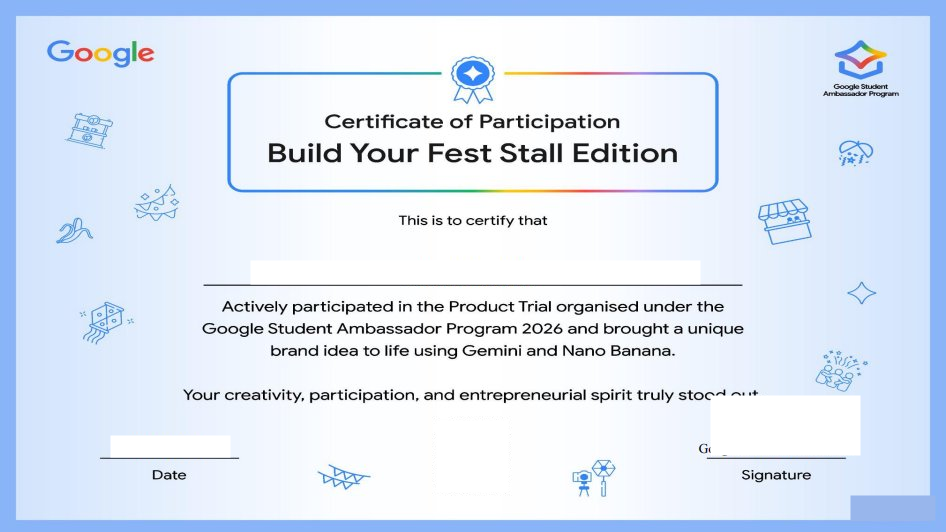 Google
Google Student
Ambassador Program
Certificate of Participation
Build Your Fest Stall Edition
This is to certify that
Actively participated in the Product Trial organised under the
Google Student Ambassador Program 2026 and brought a unique
brand idea to life using Gemini and Nano Banana.
Your creativity, participation, and entrepreneurial spirit truly stood out
Date
Signature